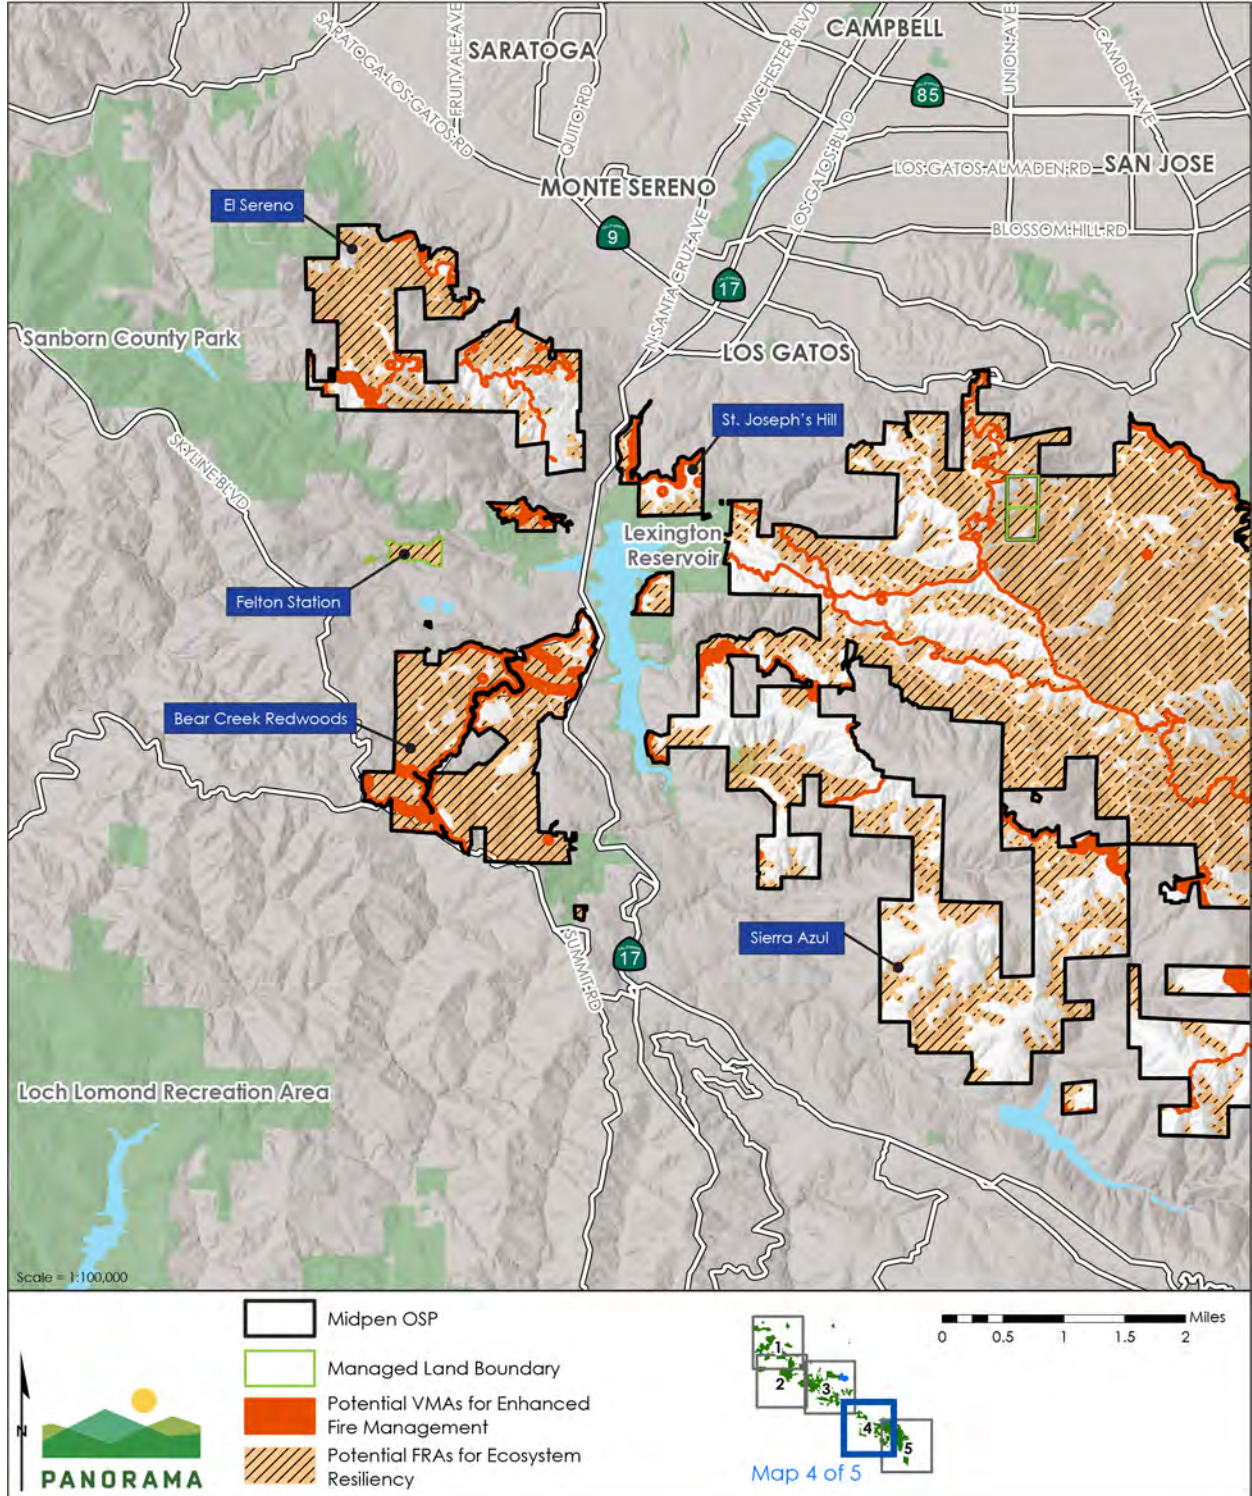 SARATOGA
CAMPBELL
SARATOGA-LOS GATOS RD
FRUITVALE AVE
QUITO RD
WINCHESTER BLVD
UNION AVE
CAMDEN AVE
CALIFORNIA
85
LOS GATOS BLVD
LOS GATOS-ALMADEN RD
SAN JOSE
MONTE SERENO
El Sereno
CALIFORNIA
9
BLOSSOM HILL RD
N SANTA CRUZ AVE
CALIFORNIA
17
Sanborn County Park
LOS GATOS
St. Joseph's Hill
SKYLINE BLVD
Lexington
Reservoir
Felton Station
Bear Creek Redwoods
Sierra Azul
SUMMIT RD
CALIFORNIA
17
Loch Lomond Recreation Area
Scale = 1:100,000
Midpen OSP
Managed Land Boundary
Potential VMAs for Enhanced
Fire Management
Potential FRAs for Ecosystem
Resiliency
N
PANORAMA
1
2
3
4
5
Map 4 of 5
Miles
0 0.5 1 1.5 2